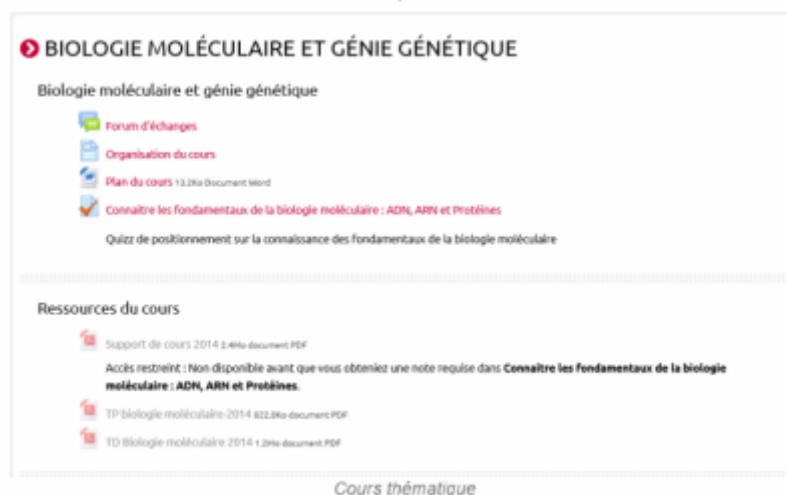 BIOLOGIE MOLÉCULAIRE ET GÉNIE GÉNÉTIQUE
Biologie moléculaire et génie génétique
Forum d'échanges
Organisation du cours
Plan du cours 13.2Ko Document Word
Connaitre les fondamentaux de la biologie moléculaire : ADN, ARN et Protéines
Quizz de positionnement sur la connaissance des fondamentaux de la biologie moléculaire
Ressources du cours
Support de cours 2014 2.4Mo document PDF
Accès restreint : Non disponible avant que vous obteniez une note requise dans Connaitre les fondamentaux de la biologie
moléculaire : ADN, ARN et Protéines.
TP biologie moléculaire-2014 822.8Ko document PDF
TD Biologie moléculaire 2014 1.2Mo document PDF
Cours thématique